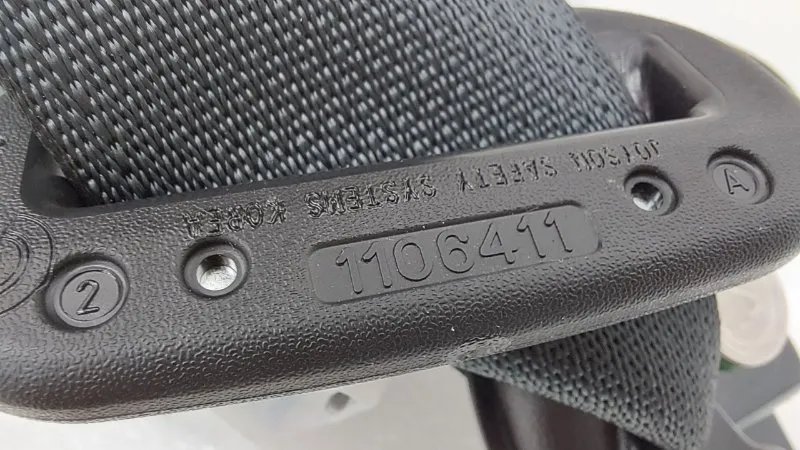 JOYSON SAFETY SYSTEMS KOREA
A
1106411
2